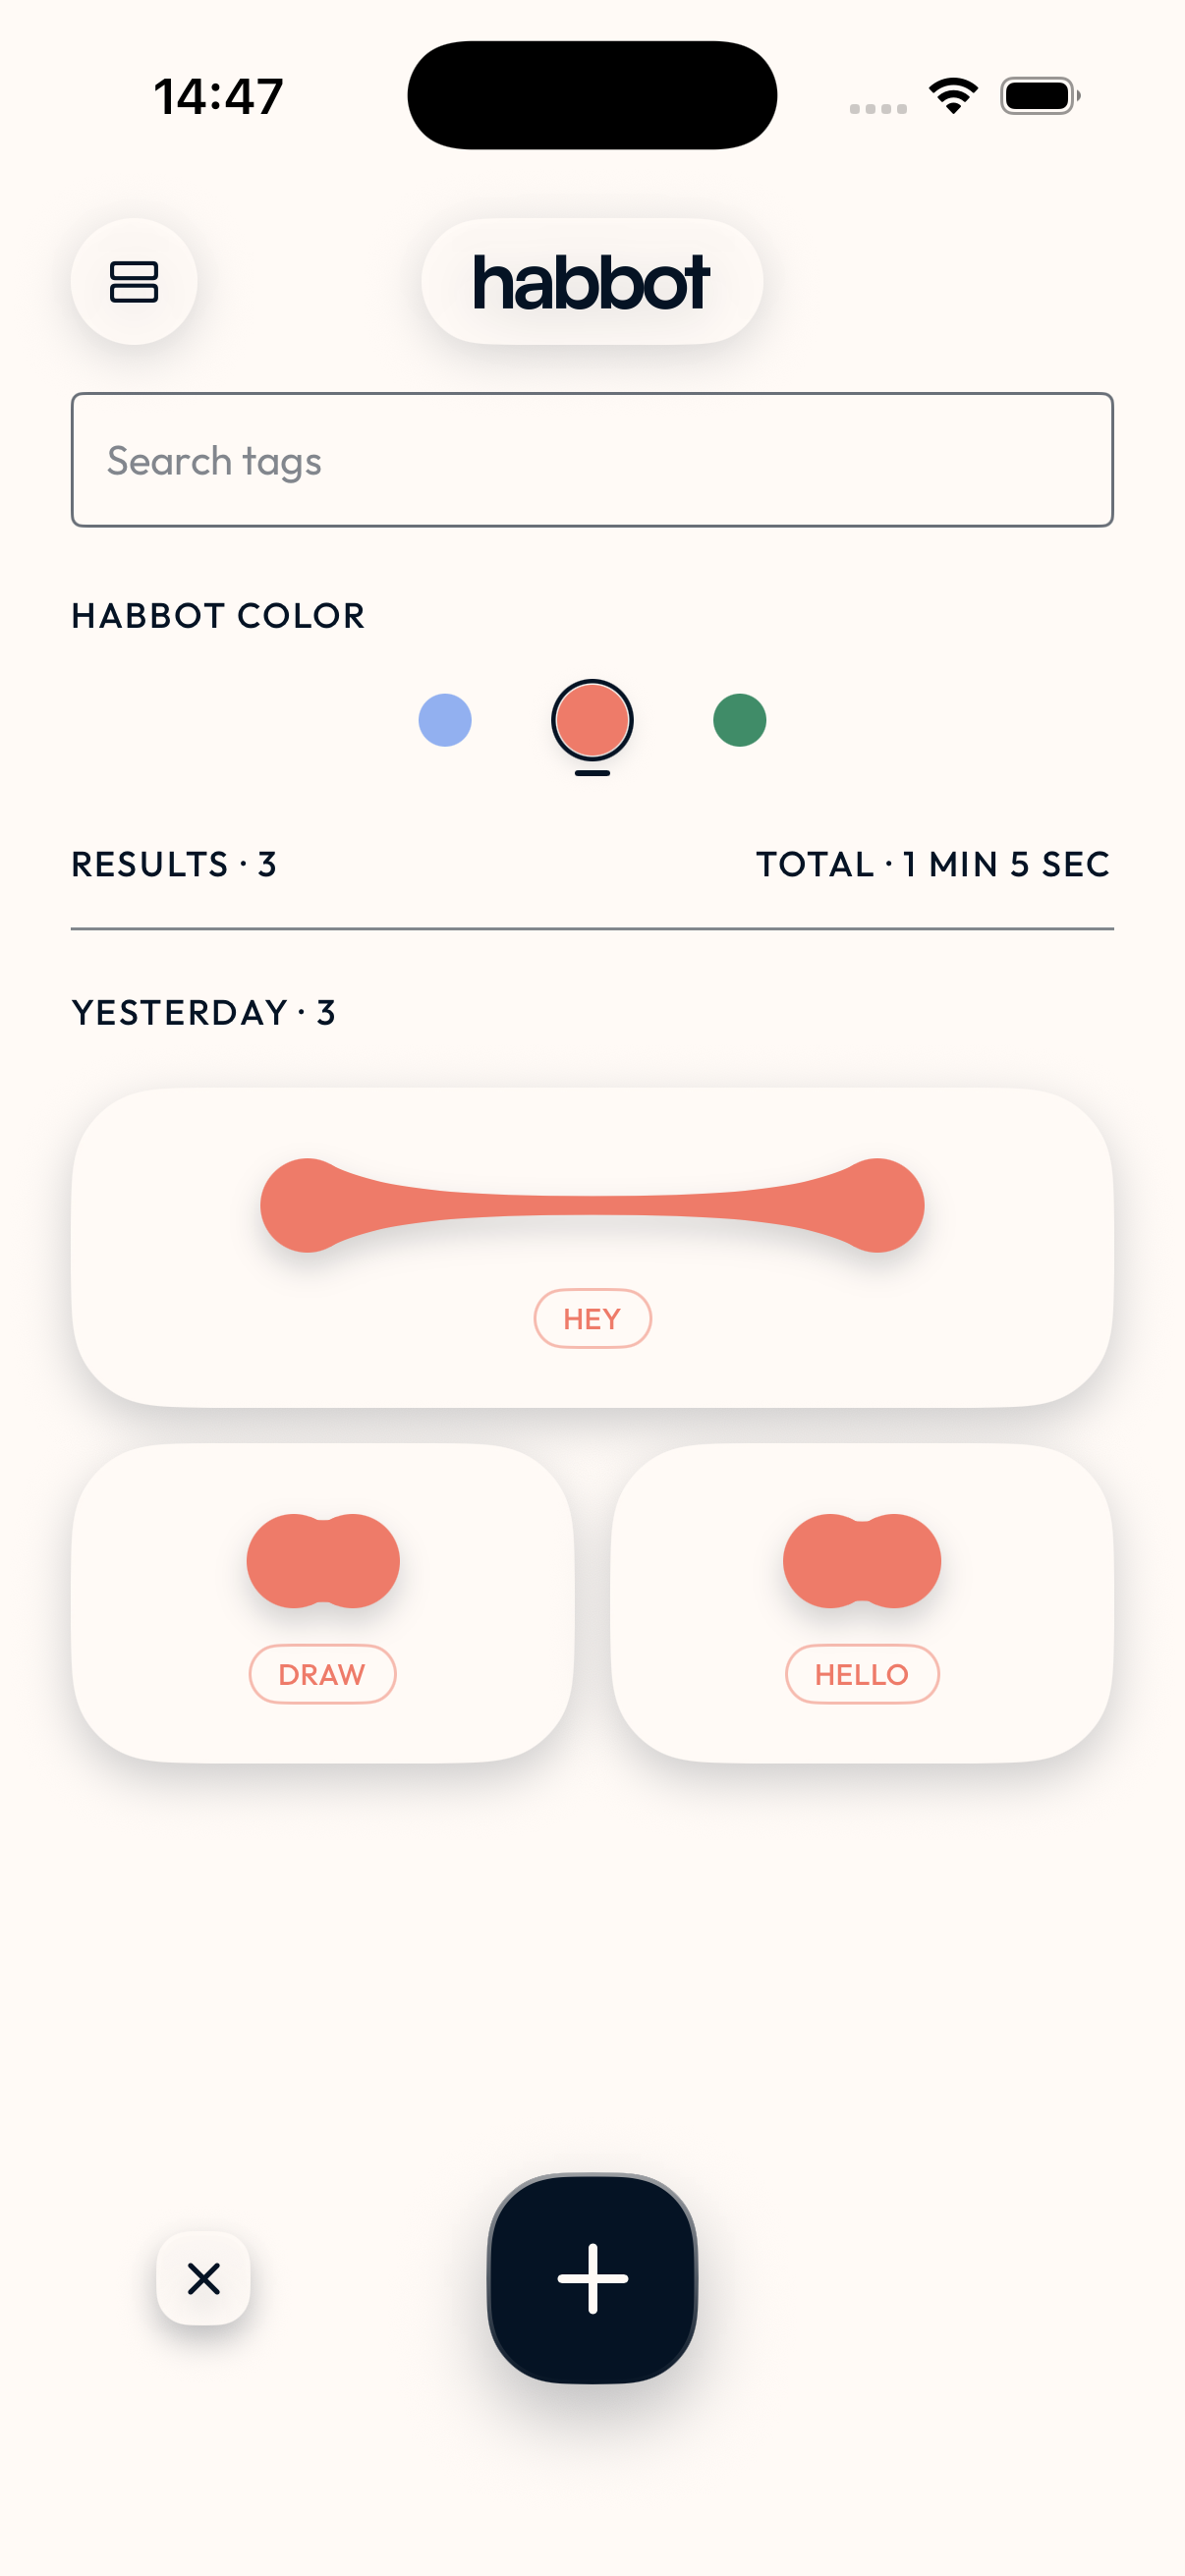 14:47
habbot
Search tags
HABBOT COLOR
RESULTS · 3 TOTAL · 1 MIN 5 SEC
YESTERDAY · 3
HEY
DRAW HELLO